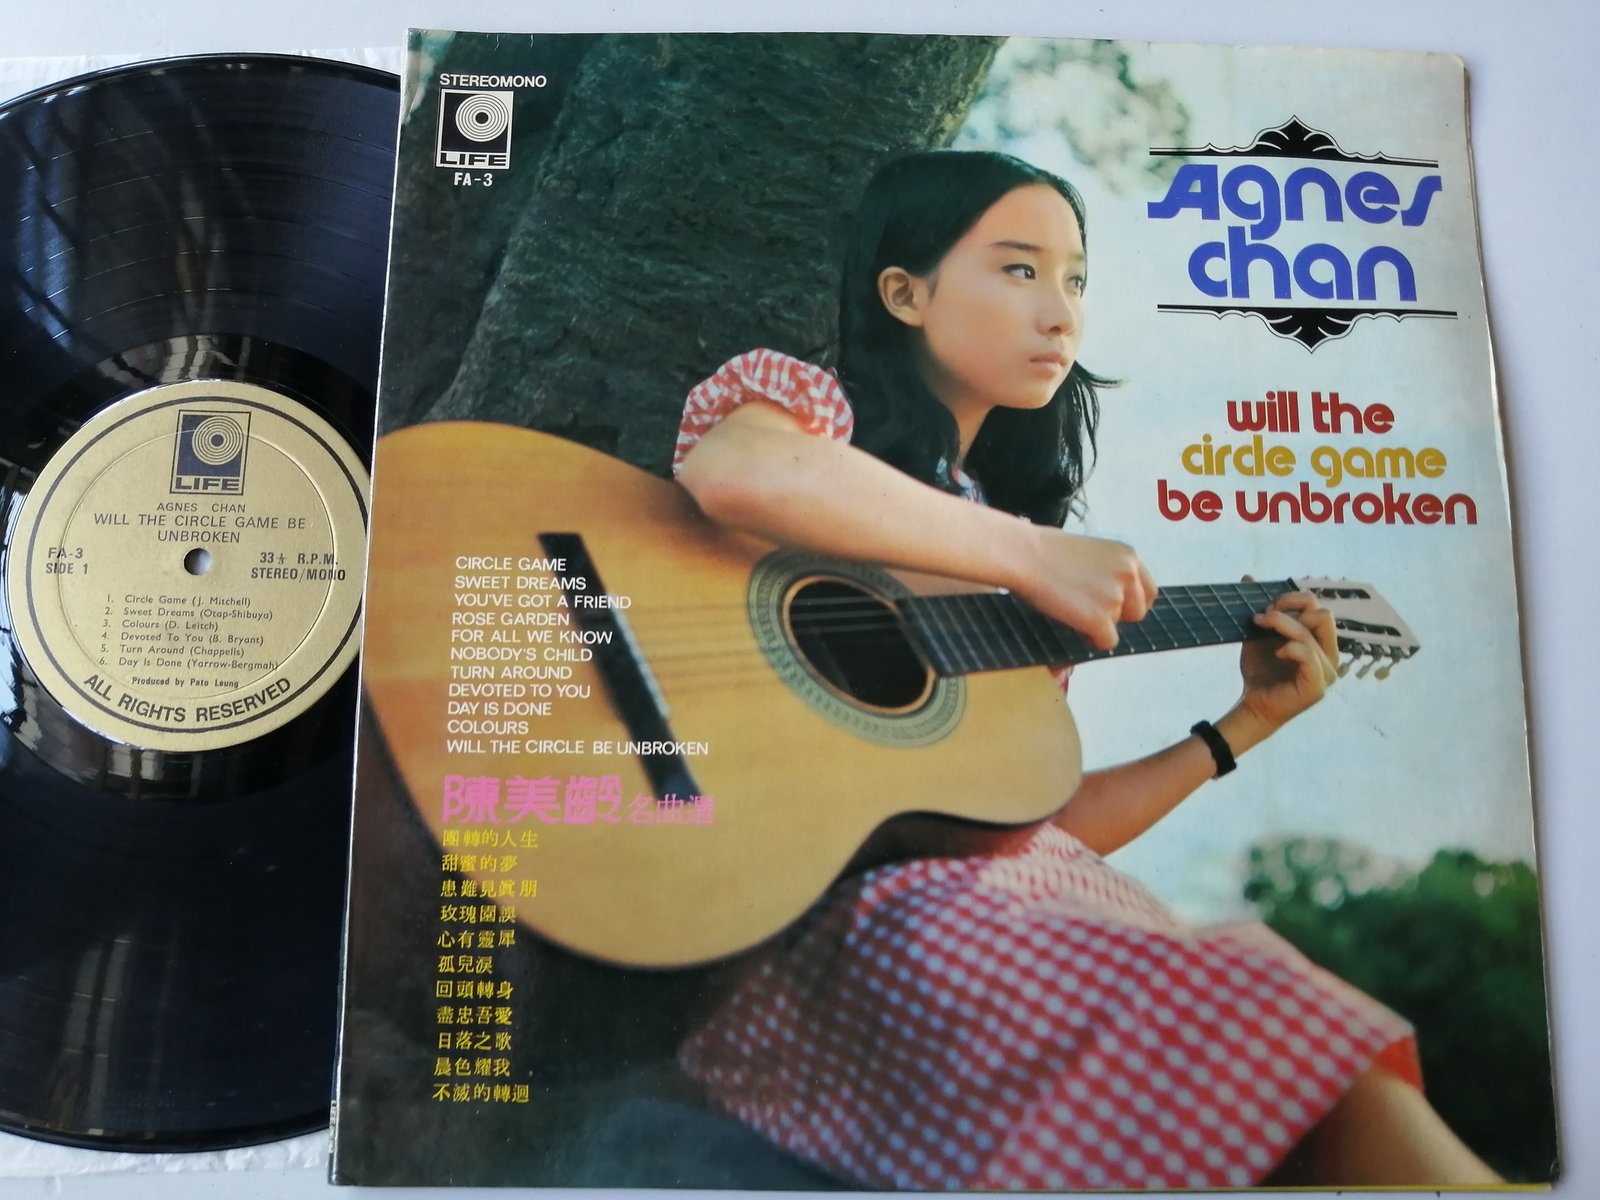 LIFE
AGNES CHAN
WILL THE CIRCLE GAME BE
UNBROKEN
FA-3
SIDE 1
33⅓ R.P.M.
STEREO/MONO
1. Circle Game (J. Mitchell)
2. Sweet Dreams (Otap-Shibuya)
3. Colours (D. Leitch)
4. Devoted To You (B. Bryant)
5. Turn Around (Chappells)
6. Day Is Done (Yarrow-Bergmah)
Produced by Pato Leung
ALL RIGHTS RESERVED
STEREOMONO
LIFE
FA-3
Agnes
chan
will the
circle game
be unbroken
CIRCLE GAME
SWEET DREAMS
YOU'VE GOT A FRIEND
ROSE GARDEN
FOR ALL WE KNOW
NOBODY'S CHILD
TURN AROUND
DEVOTED TO YOU
DAY IS DONE
COLOURS
WILL THE CIRCLE BE UNBROKEN
陳美齡名曲選
團轉的人生
甜蜜的夢
患難見眞朋
玫瑰園誤
心有靈犀
孤兒淚
回頭轉身
盡忠吾愛
日落之歌
晨色耀我
不滅的轉迴